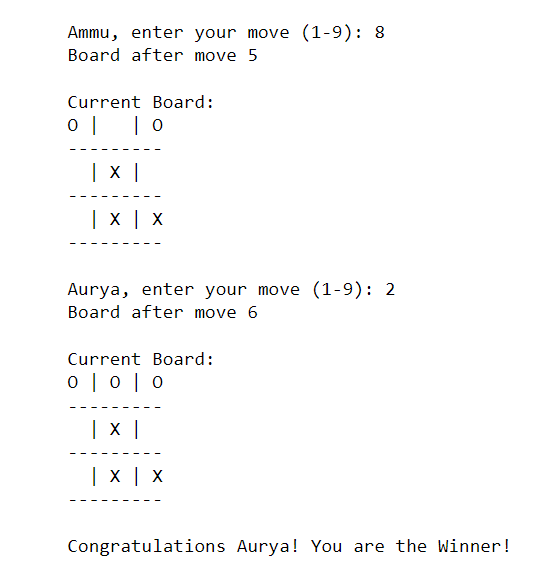 Ammu, enter your move (1-9): 8
Board after move 5
Current Board:
O |   | O
---------
  | X |
---------
  | X | X
---------
Aurya, enter your move (1-9): 2
Board after move 6
Current Board:
O | O | O
---------
  | X |
---------
  | X | X
---------
Congratulations Aurya! You are the Winner!